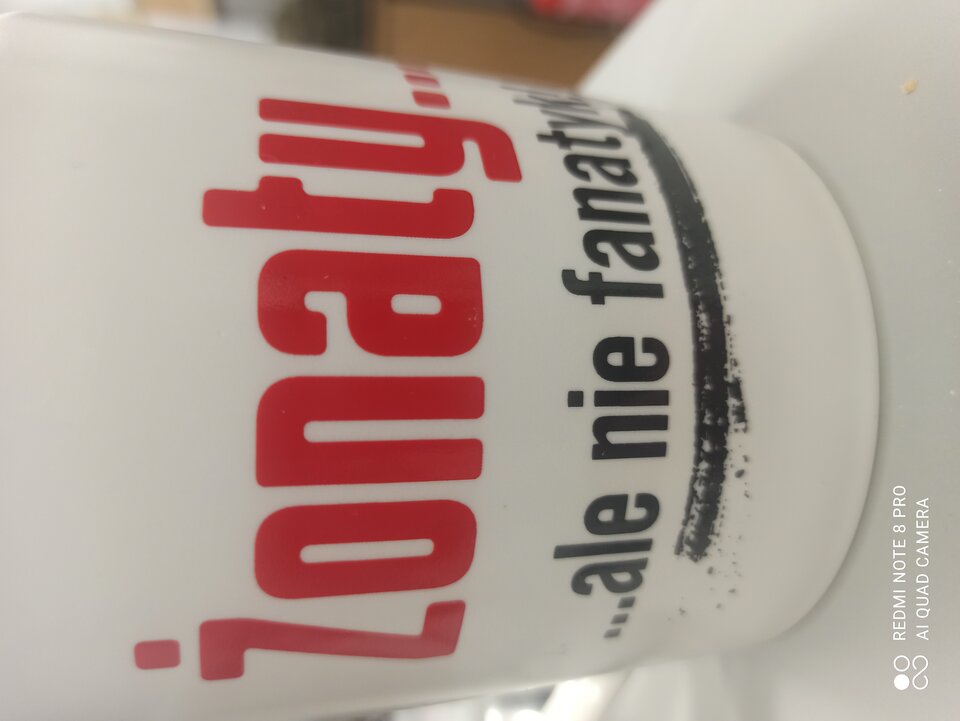 żonaty...
...ale nie fanatyk
REDMI NOTE 8 PRO
AI QUAD CAMERA